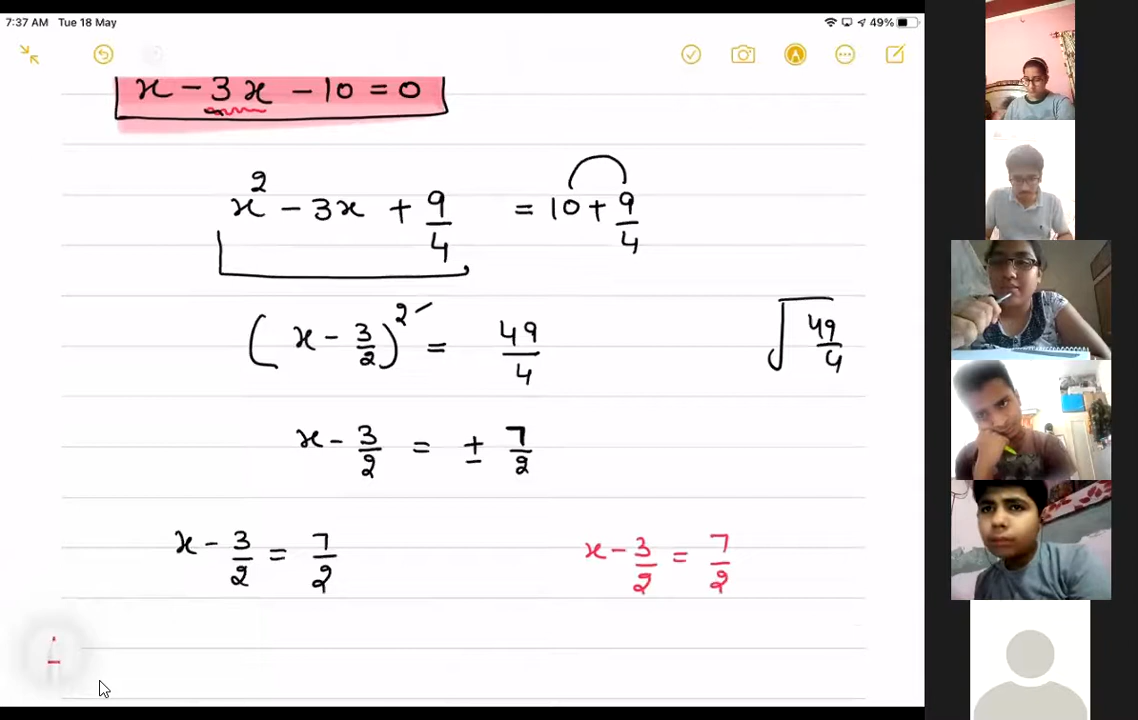 7:37 AM Tue 18 May 49%
x - 3x - 10 = 0
x² - 3x + 9/4 = 10 + 9/4
(x - 3/2)² = 49/4 √49/4
x - 3/2 = ± 7/2
x - 3/2 = 7/2 x - 3/2 = 7/2